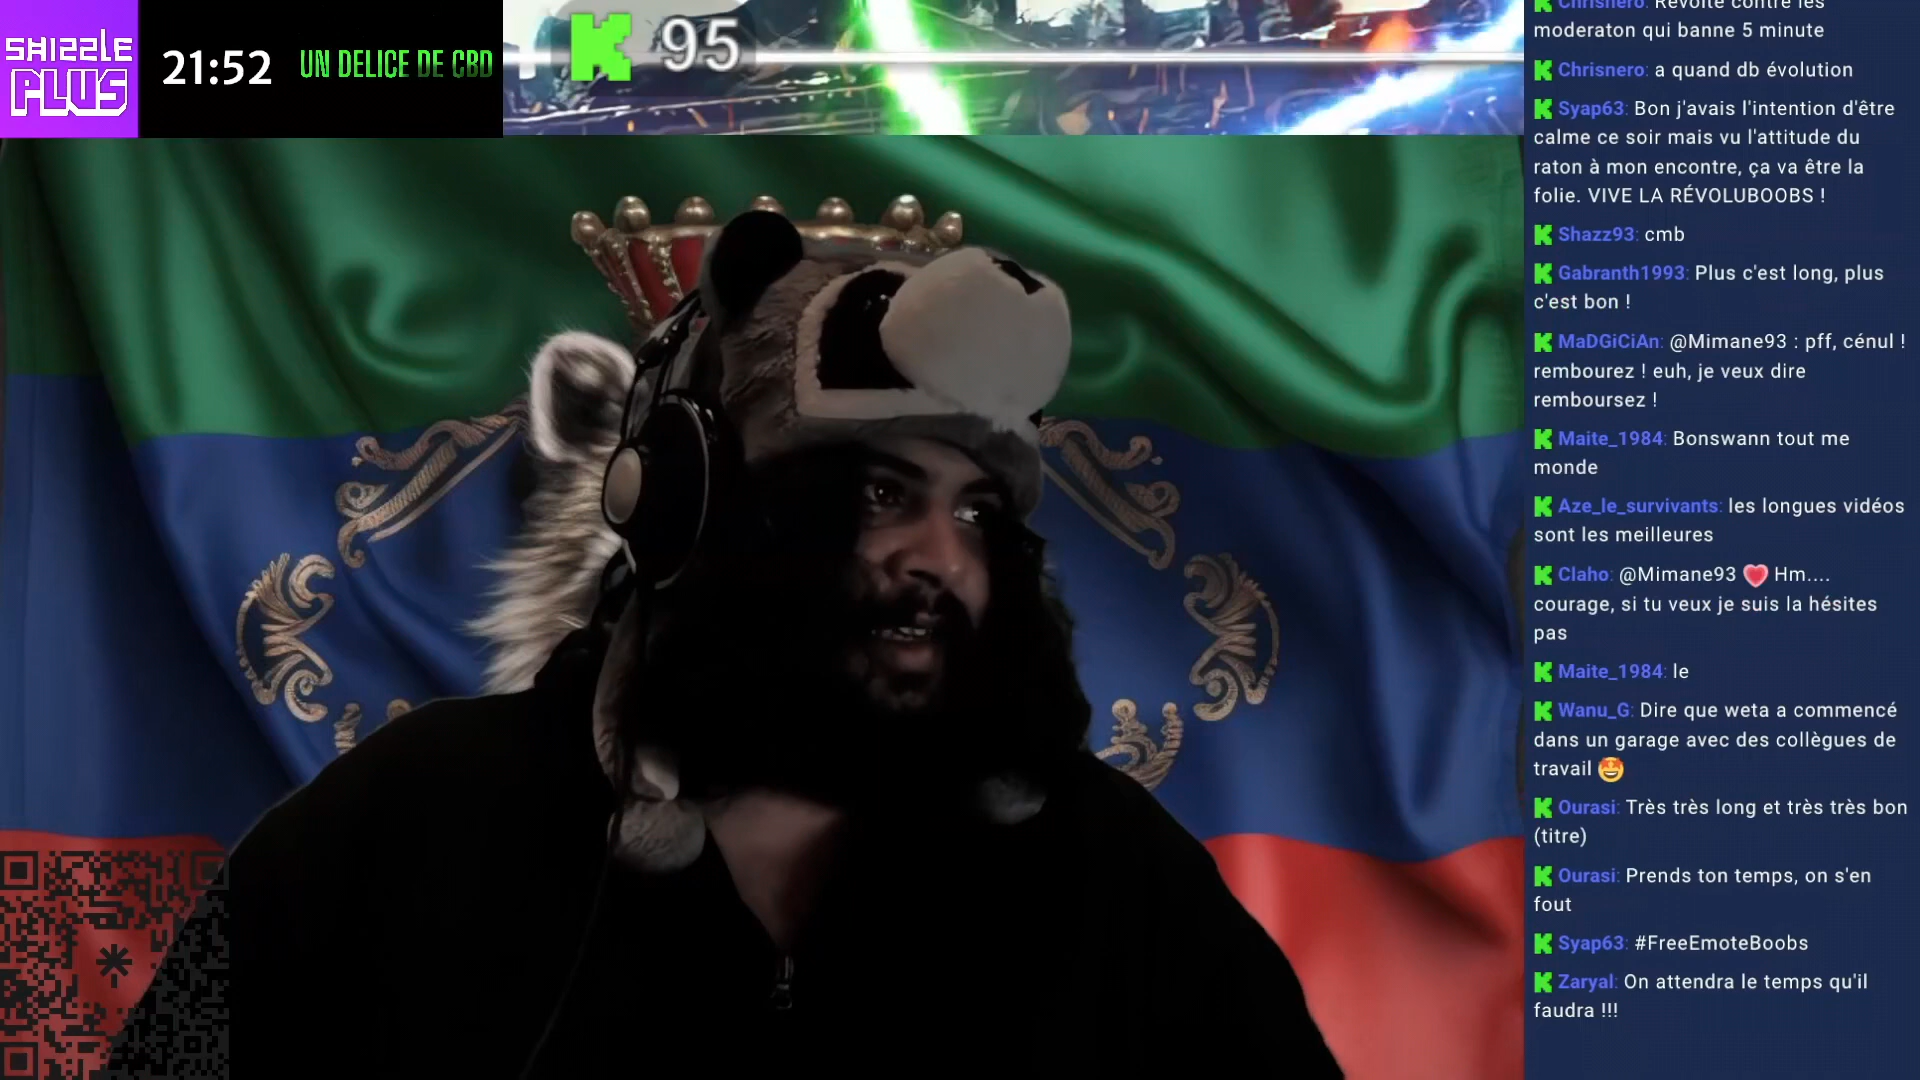 SHIZZLE
PLUS
21:52
UN DELICE DE CBD
95
Chrisnero: Révolte contre les
moderaton qui banne 5 minute
Chrisnero: a quand db évolution
Syap63: Bon j'avais l'intention d'être
calme ce soir mais vu l'attitude du
raton à mon encontre, ça va être la
folie. VIVE LA RÉVOLUBOOBS !
Shazz93: cmb
Gabranth1993: Plus c'est long, plus
c'est bon !
MaDGiCiAn: @Mimane93 : pff, cénul !
rembourez ! euh, je veux dire
remboursez !
Maite_1984: Bonswann tout me
monde
Aze_le_survivants: les longues vidéos
sont les meilleures
Claho: @Mimane93 ❤️ Hm....
courage, si tu veux je suis la hésites
pas
Maite_1984: le
Wanu_G: Dire que weta a commencé
dans un garage avec des collègues de
travail 🤩
Ourasi: Très très long et très très bon
(titre)
Ourasi: Prends ton temps, on s'en
fout
Syap63: #FreeEmoteBoobs
Zaryal: On attendra le temps qu'il
faudra !!!